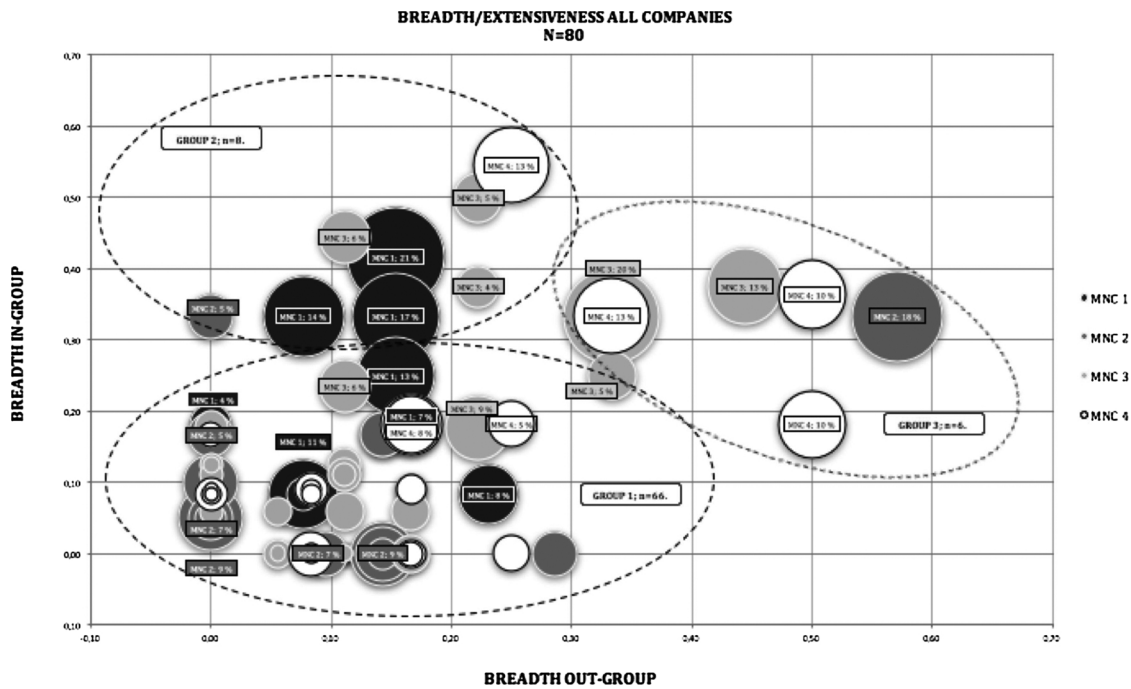 BREADTH/EXTENSIVENESS ALL COMPANIES
N=80
BREADTH IN-GROUP
0,70
0,60
0,50
0,40
0,30
0,20
0,10
0,00
0,10
-0,10
0,00
0,10
0,20
0,30
0,40
0,50
0,60
0,70
BREADTH OUT-GROUP
GROUP 2; n=8.
MNC 4; 13 %
MNC 3; 5 %
MNC 3; 6 %
MNC 1; 21 %
MNC 3; 4 %
MNC 2; 5 %
MNC 1; 14 %
MNC 1; 17 %
MNC 3; 20 %
MNC 4; 13 %
MNC 3; 13 %
MNC 4; 10 %
MNC 2; 18 %
MNC 1; 13 %
MNC 3; 6 %
MNC 3; 5 %
MNC 1; 4 %
MNC 1; 7 %
MNC 3; 9 %
MNC 4; 8 %
MNC 4; 5 %
MNC 4; 10 %
GROUP 3; n=6.
MNC 2; 5 %
MNC 1; 11 %
MNC 1; 8 %
GROUP 1; n=66.
MNC 2; 7 %
MNC 2; 7 %
MNC 2; 9 %
MNC 2; 9 %
MNC 1
MNC 2
MNC 3
MNC 4